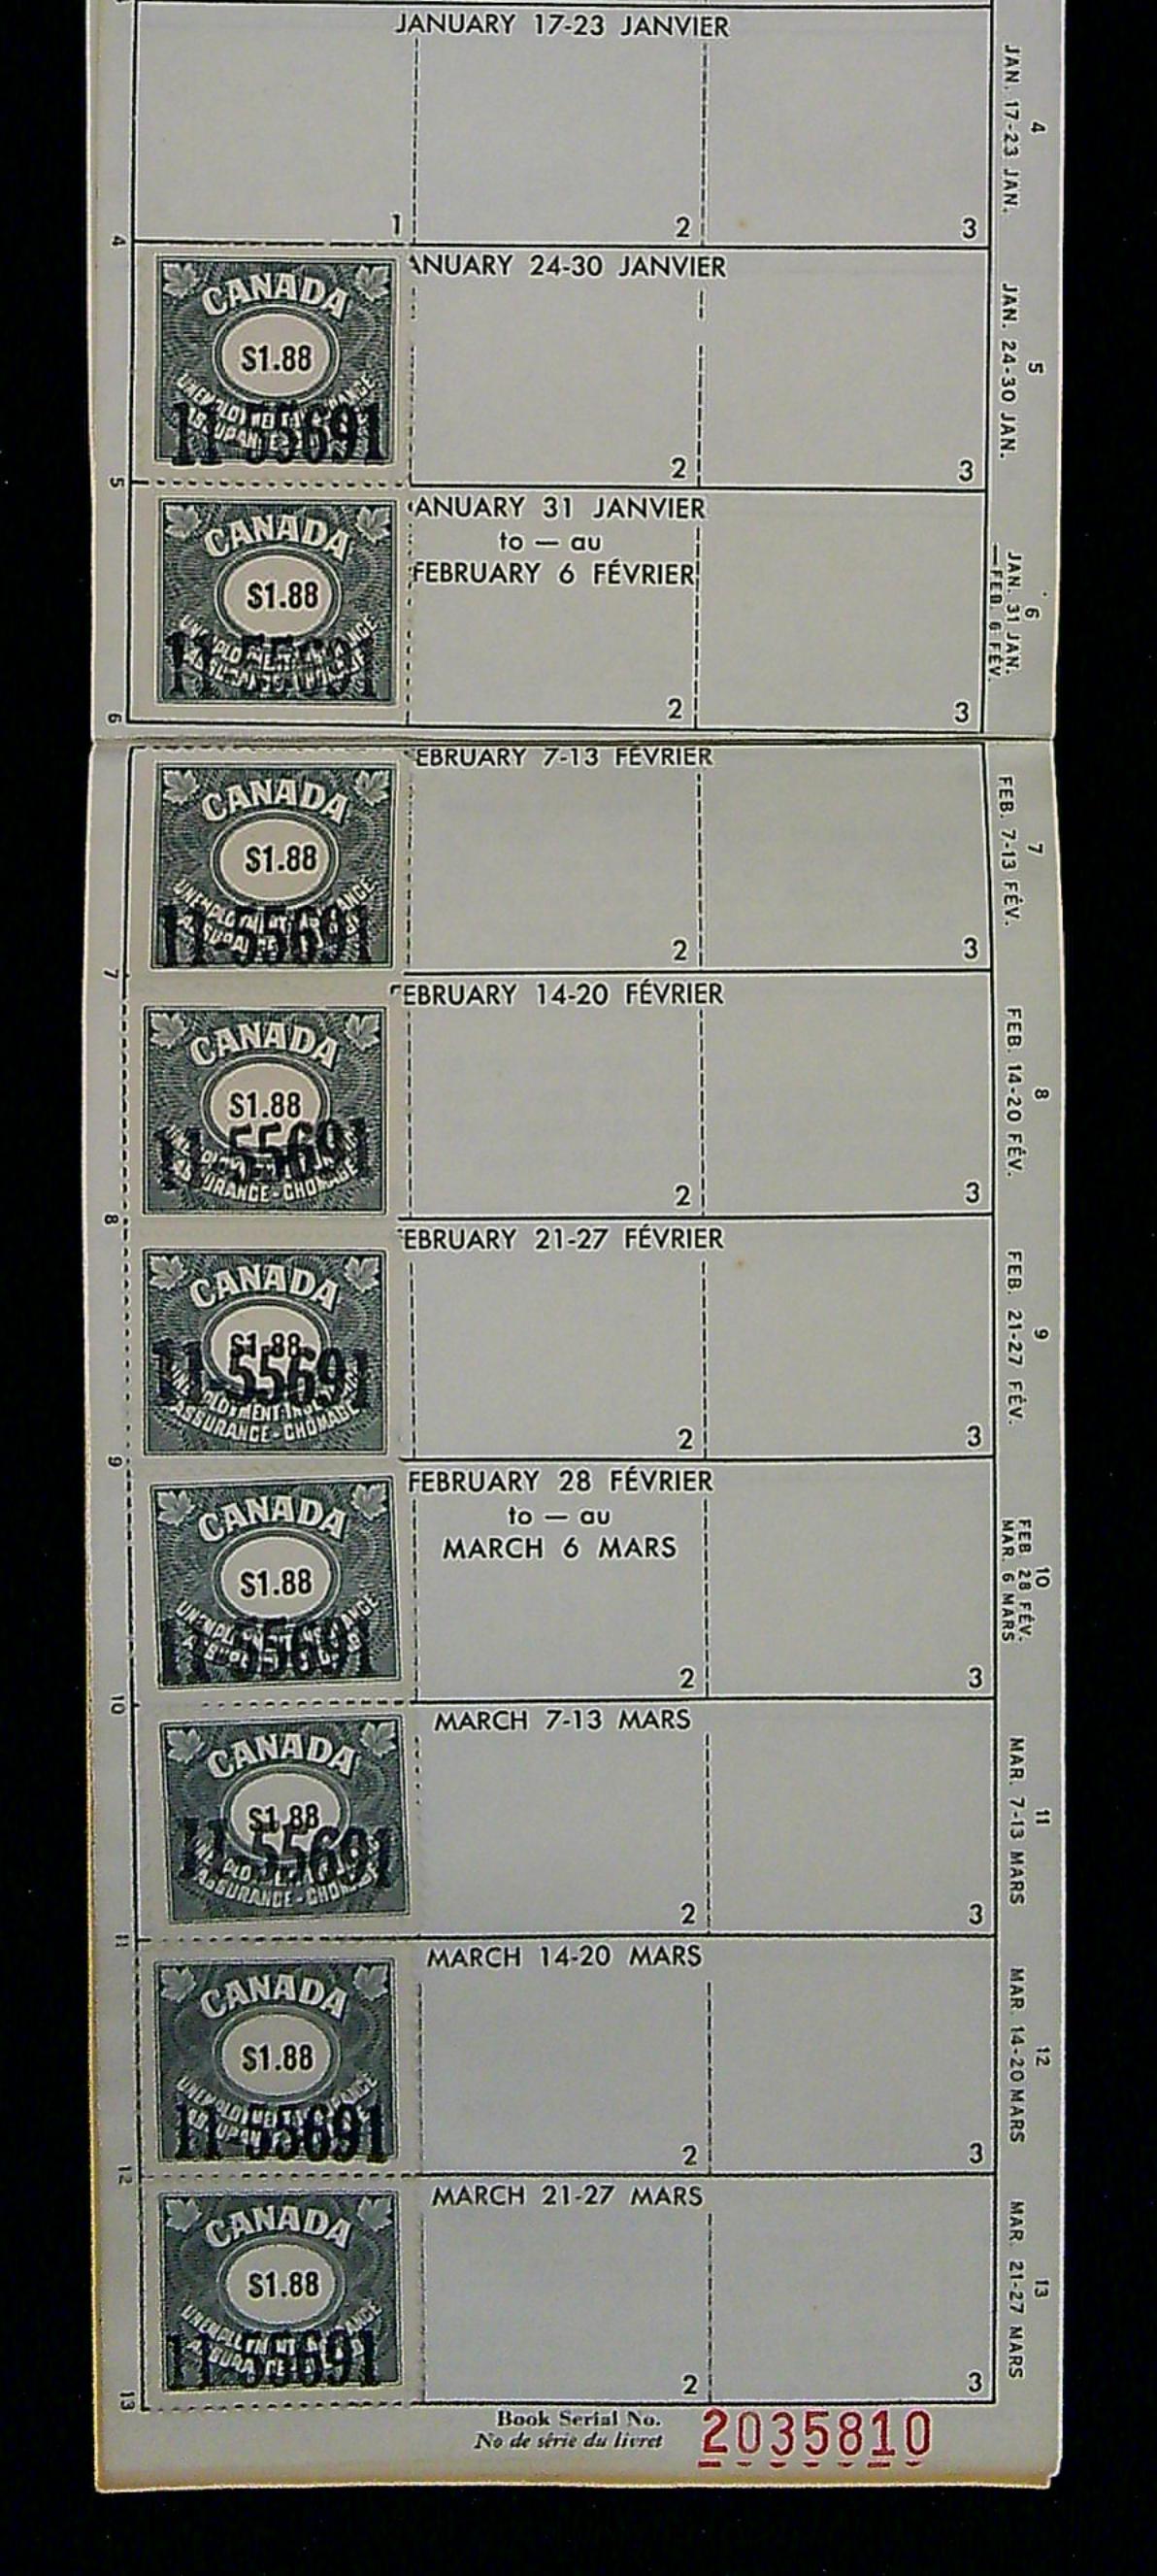 JANUARY 17-23 JANVIER
1 2 3
4
JAN. 17-23 JAN.
4
ANUARY 24-30 JANVIER
CANADA
$1.88
11-55691
2 3
5
JAN. 24-30 JAN.
5
ANUARY 31 JANVIER
to — au
FEBRUARY 6 FÉVRIER
CANADA
$1.88
11-55691
2 3
6
JAN. 31 JAN.
—FEB. 6 FÉV.
6
EBRUARY 7-13 FÉVRIER
CANADA
$1.88
11-55691
2 3
7
FEB. 7-13 FÉV.
7
EBRUARY 14-20 FÉVRIER
CANADA
$1.88
11-55691
ASSURANCE-CHOMAGE
2 3
8
FEB. 14-20 FÉV.
8
EBRUARY 21-27 FÉVRIER
CANADA
$1.88
11-55691
ASSURANCE-CHOMAGE
2 3
9
FEB. 21-27 FÉV.
9
FEBRUARY 28 FÉVRIER
to — au
MARCH 6 MARS
CANADA
$1.88
11-55691
2 3
10
FEB. 28 FÉV.
MAR. 6 MARS
10
MARCH 7-13 MARS
CANADA
$1.88
11-55691
ASSURANCE-CHOMAGE
2 3
11
MAR. 7-13 MARS
11
MARCH 14-20 MARS
CANADA
$1.88
11-55691
2 3
12
MAR. 14-20 MARS
12
MARCH 21-27 MARS
CANADA
$1.88
11-55691
2 3
13
MAR. 21-27 MARS
13
Book Serial No.
No de série du livret
2035810